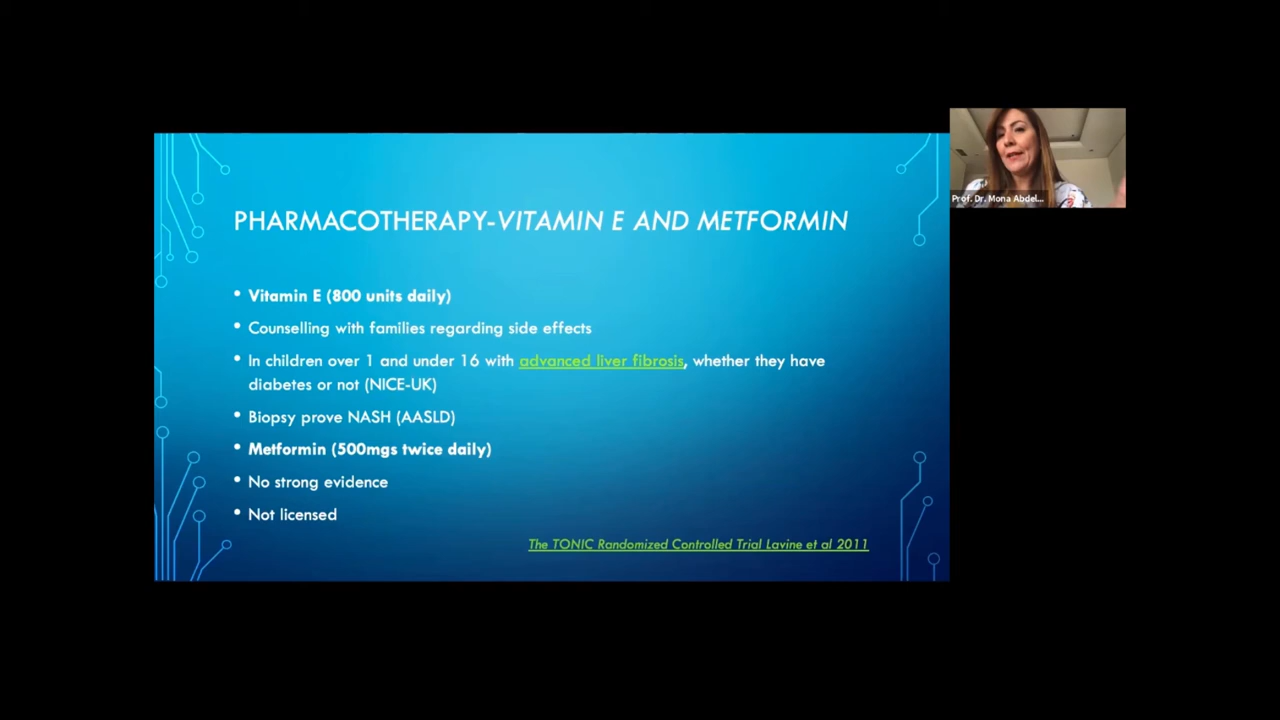 Prof. Dr. Mona Abdel...
PHARMACOTHERAPY-VITAMIN E AND METFORMIN
• Vitamin E (800 units daily)
• Counselling with families regarding side effects
• In children over 1 and under 16 with advanced liver fibrosis, whether they have
diabetes or not (NICE-UK)
• Biopsy prove NASH (AASLD)
• Metformin (500mgs twice daily)
• No strong evidence
• Not licensed
The TONIC Randomized Controlled Trial Lavine et al 2011